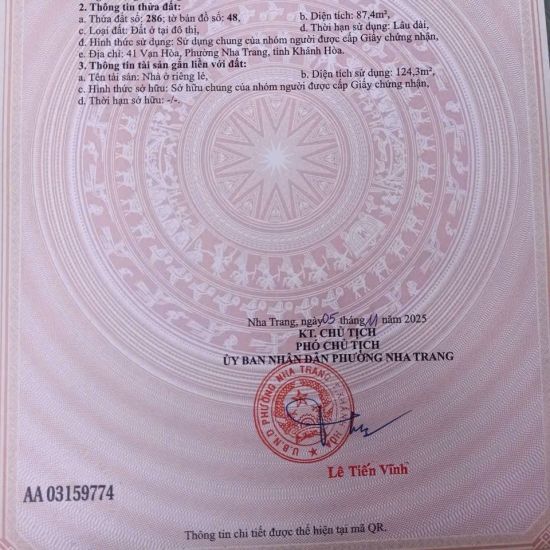 2. Thông tin thửa đất:
a. Thửa đất số: 286; tờ bản đồ số: 48, b. Diện tích: 87,4m²,
c. Loại đất: Đất ở tại đô thị, d. Thời hạn sử dụng: Lâu dài,
đ. Hình thức sử dụng: Sử dụng chung của nhóm người được cấp Giấy chứng nhận,
e. Địa chỉ: 41 Vạn Hòa, Phường Nha Trang, tỉnh Khánh Hòa.
3. Thông tin tài sản gắn liền với đất:
a. Tên tài sản: Nhà ở riêng lẻ, b. Diện tích sử dụng: 124,3m²,
c. Hình thức sở hữu: Sở hữu chung của nhóm người được cấp Giấy chứng nhận,
d. Thời hạn sở hữu: -/-.
Nha Trang, ngày 05 tháng 11 năm 2025
KT. CHỦ TỊCH
PHÓ CHỦ TỊCH
ỦY BAN NHÂN DÂN PHƯỜNG NHA TRANG
U.B.N.D PHƯỜNG NHA TRANG T. KHÁNH HÒA
Lê Tiến Vĩnh
AA 03159774
Thông tin chi tiết được thể hiện tại mã QR.